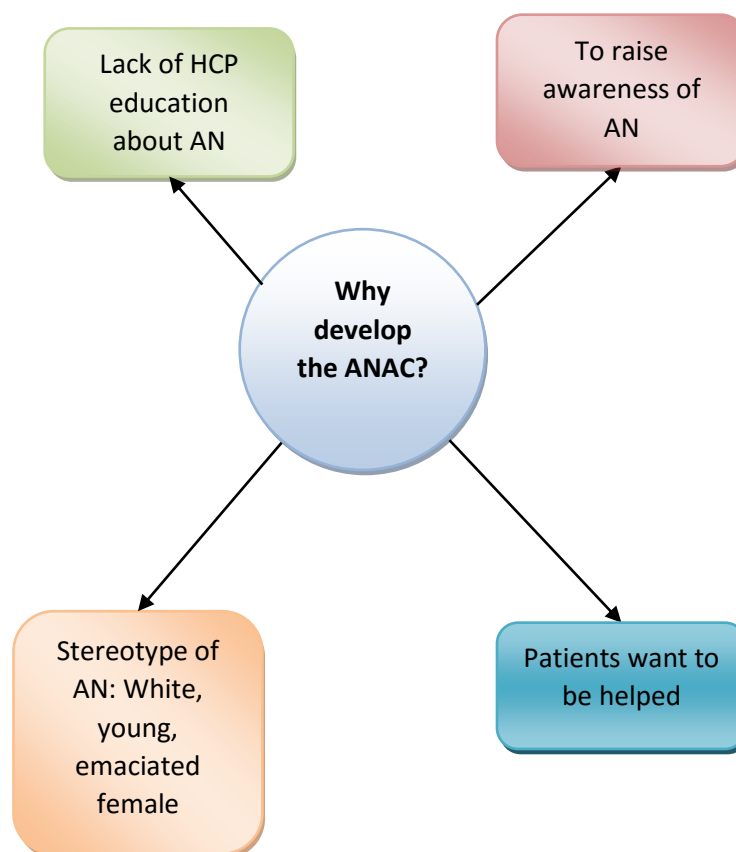 Lack of HCP
education
about AN
To raise
awareness of
AN
Why
develop
the ANAC?
Stereotype of
AN: White,
young,
emaciated
female
Patients want to
be helped